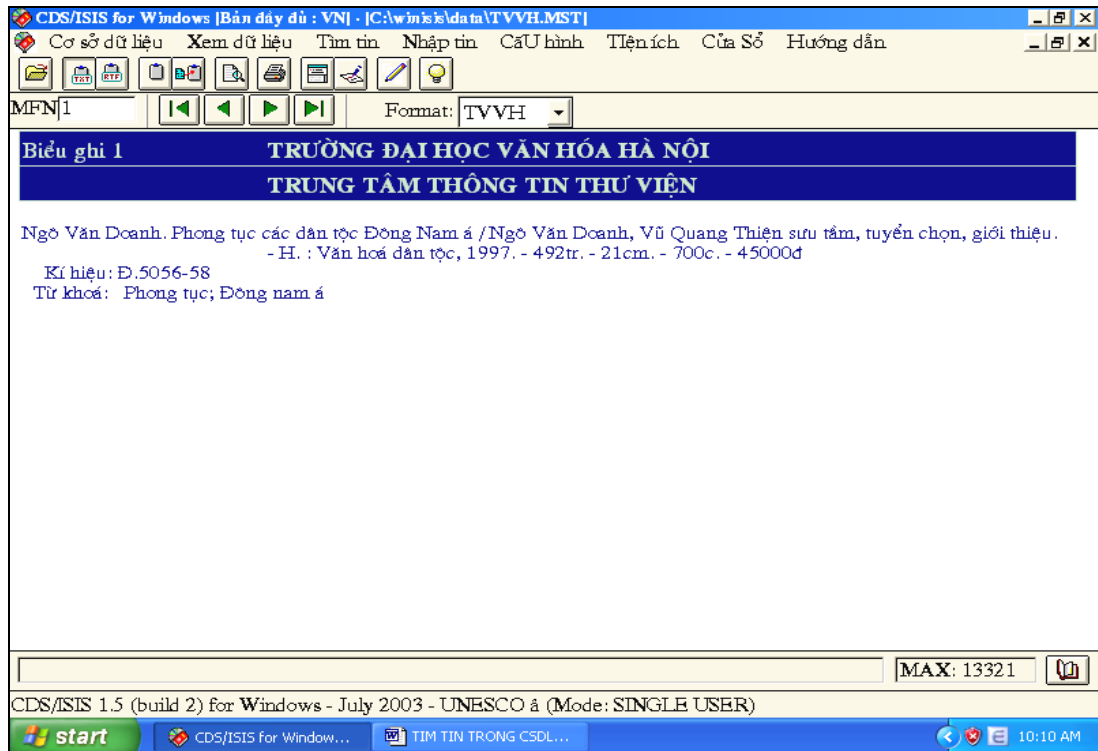 CDS/ISIS for Windows |Bản đầy đủ : VN| - |C:\winisis\data\TVVH.MST|
Cơ sở dữ liệu Xem dữ liệu Tìm tin Nhập tin CấU hình TIện ích Cửa Sổ Hướng dẫn
TXT RTF
MFN 1 Format: TVVH
Biểu ghi 1 TRƯỜNG ĐẠI HỌC VĂN HÓA HÀ NỘI
TRUNG TÂM THÔNG TIN THƯ VIỆN
Ngô Văn Doanh. Phong tục các dân tộc Đông Nam á / Ngô Văn Doanh, Vũ Quang Thiện sưu tầm, tuyển chọn, giới thiệu.
- H. : Văn hoá dân tộc, 1997. - 492tr. - 21cm. - 700c. - 45000đ
Kí hiệu: Đ.5056-58
Từ khoá: Phong tục; Đông nam á
MAX: 13321
CDS/ISIS 1.5 (build 2) for Windows - July 2003 - UNESCO â (Mode: SINGLE USER)
start CDS/ISIS for Window... TIM TIN TRONG CSDL... 10:10 AM